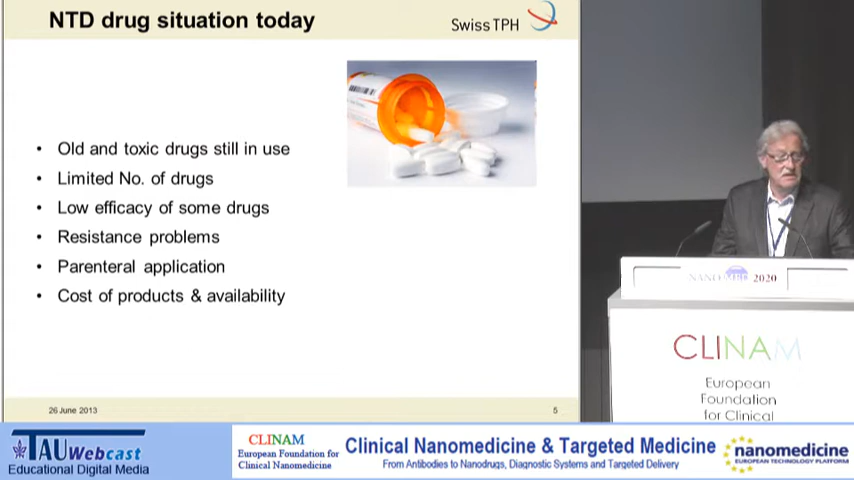 NTD drug situation today
Swiss TPH
• Old and toxic drugs still in use
• Limited No. of drugs
• Low efficacy of some drugs
• Resistance problems
• Parenteral application
• Cost of products & availability
26 June 2013
5
NANOMED 2020
CLINAM
European
Foundation
for Clinical
TAU Webcast
Educational Digital Media
CLINAM
European Foundation for
Clinical Nanomedicine
Clinical Nanomedicine & Targeted Medicine
From Antibodies to Nanodrugs, Diagnostic Systems and Targeted Delivery
nanomedicine
EUROPEAN TECHNOLOGY PLATFORM